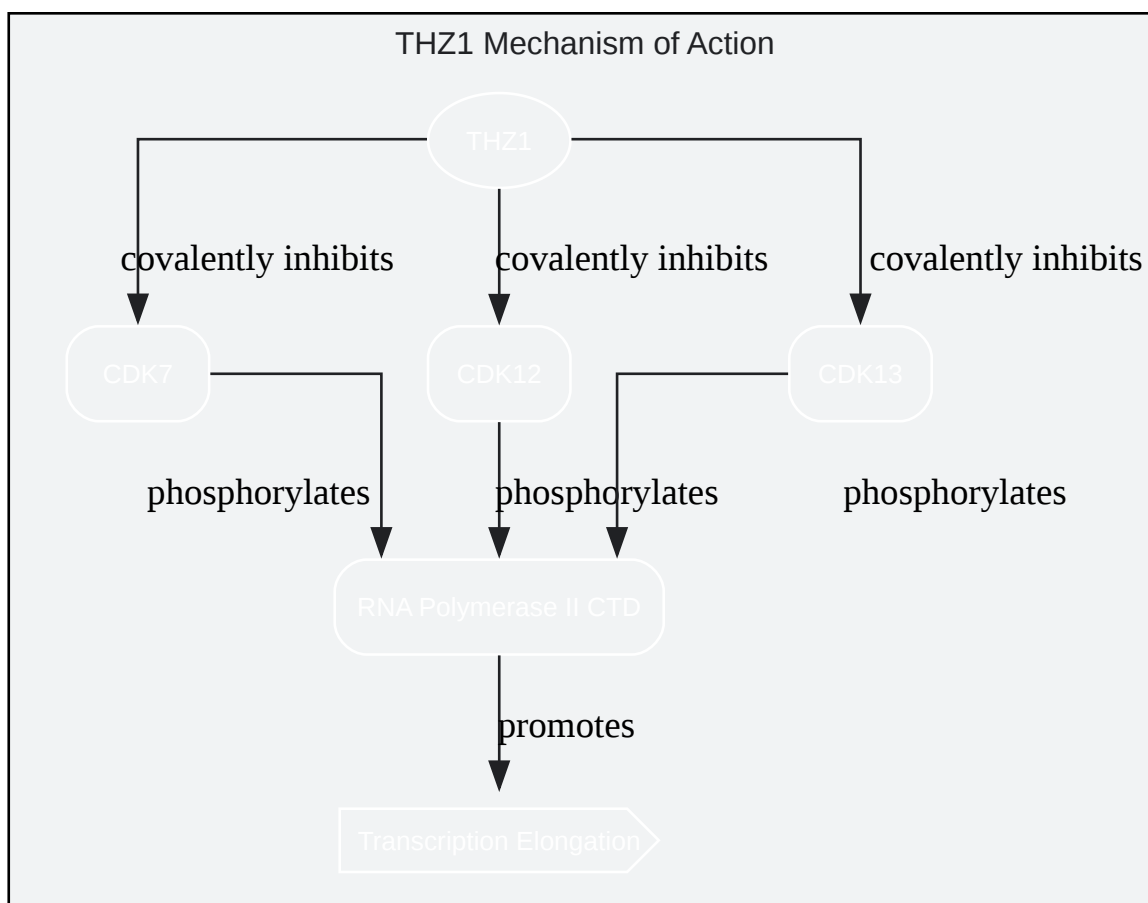 THZ1 Mechanism of Action
THZ1
covalently inhibits
covalently inhibits
covalently inhibits
CDK7
CDK12
CDK13
phosphorylates
phosphorylates
phosphorylates
RNA Polymerase II CTD
promotes
Transcription Elongation